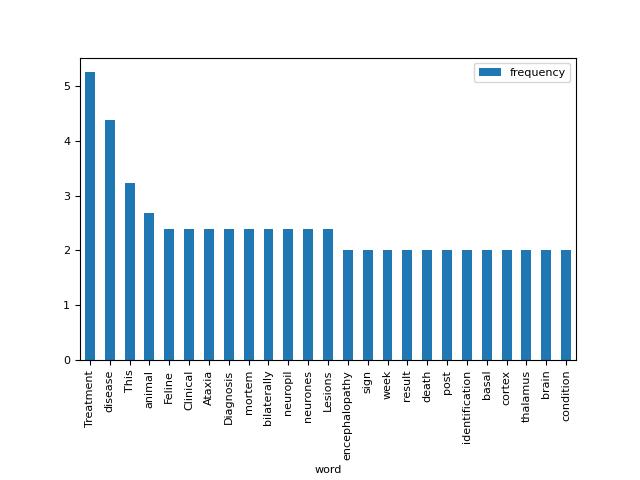 frequency
5
4
3
2
1
0
Treatment
disease
This
animal
Feline
Clinical
Ataxia
Diagnosis
mortem
bilaterally
neuropil
neurones
Lesions
encephalopathy
sign
week
result
death
post
identification
basal
cortex
thalamus
brain
condition
word